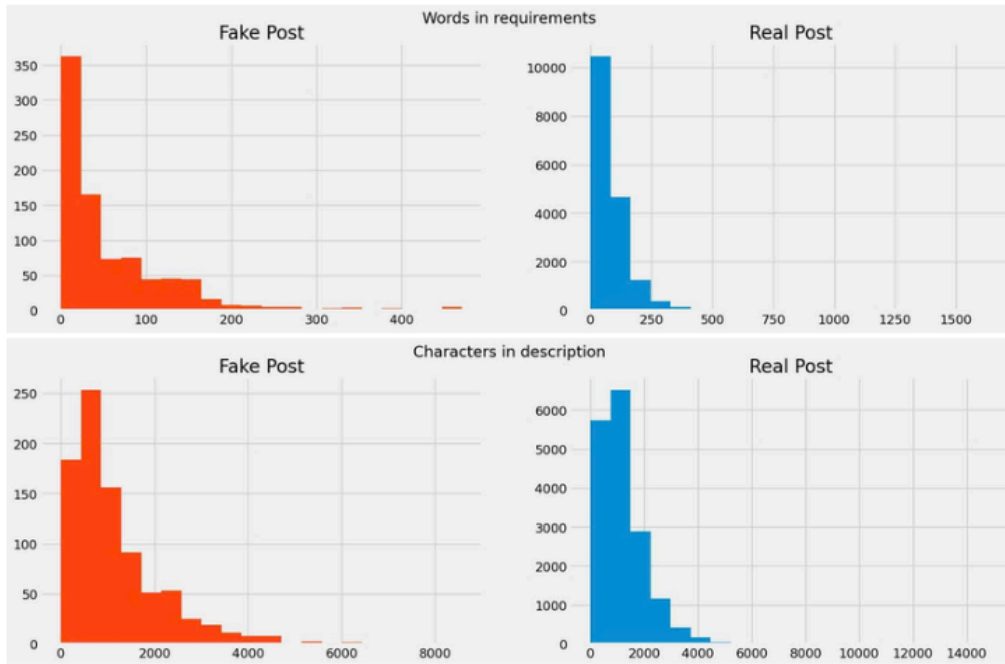 Words in requirements
Fake Post
Real Post
350
300
250
200
150
100
50
0
0 100 200 300 400
10000
8000
6000
4000
2000
0
0 250 500 750 1000 1250 1500
Characters in description
Fake Post
Real Post
250
200
150
100
50
0
0 2000 4000 6000 8000
6000
5000
4000
3000
2000
1000
0
0 2000 4000 6000 8000 10000 12000 14000